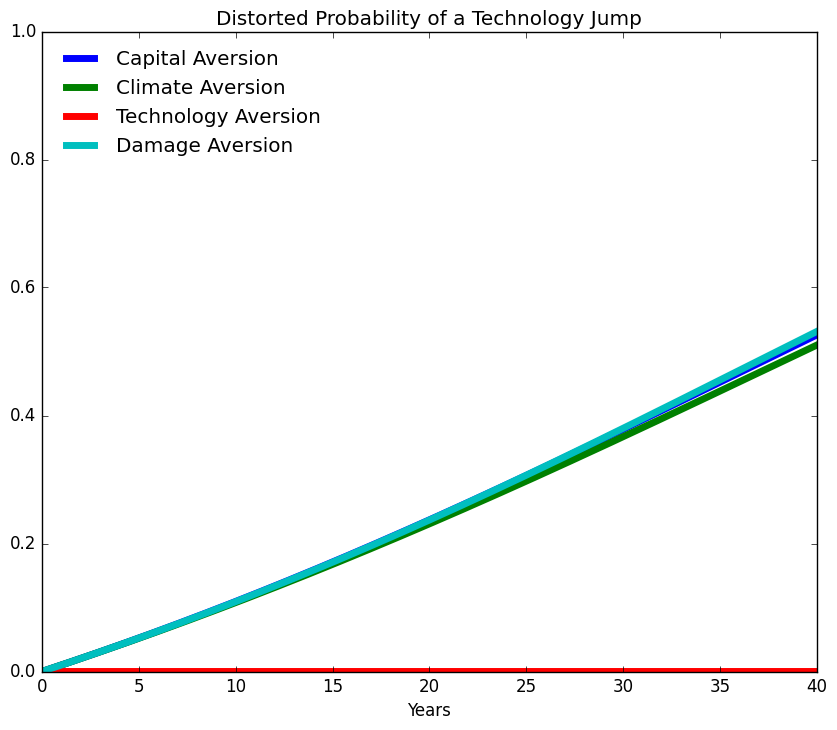 Distorted Probability of a Technology Jump
1.0
Capital Aversion
Climate Aversion
Technology Aversion
Damage Aversion
0.8
0.6
0.4
0.2
0.0
0 5 10 15 20 25 30 35 40
Years